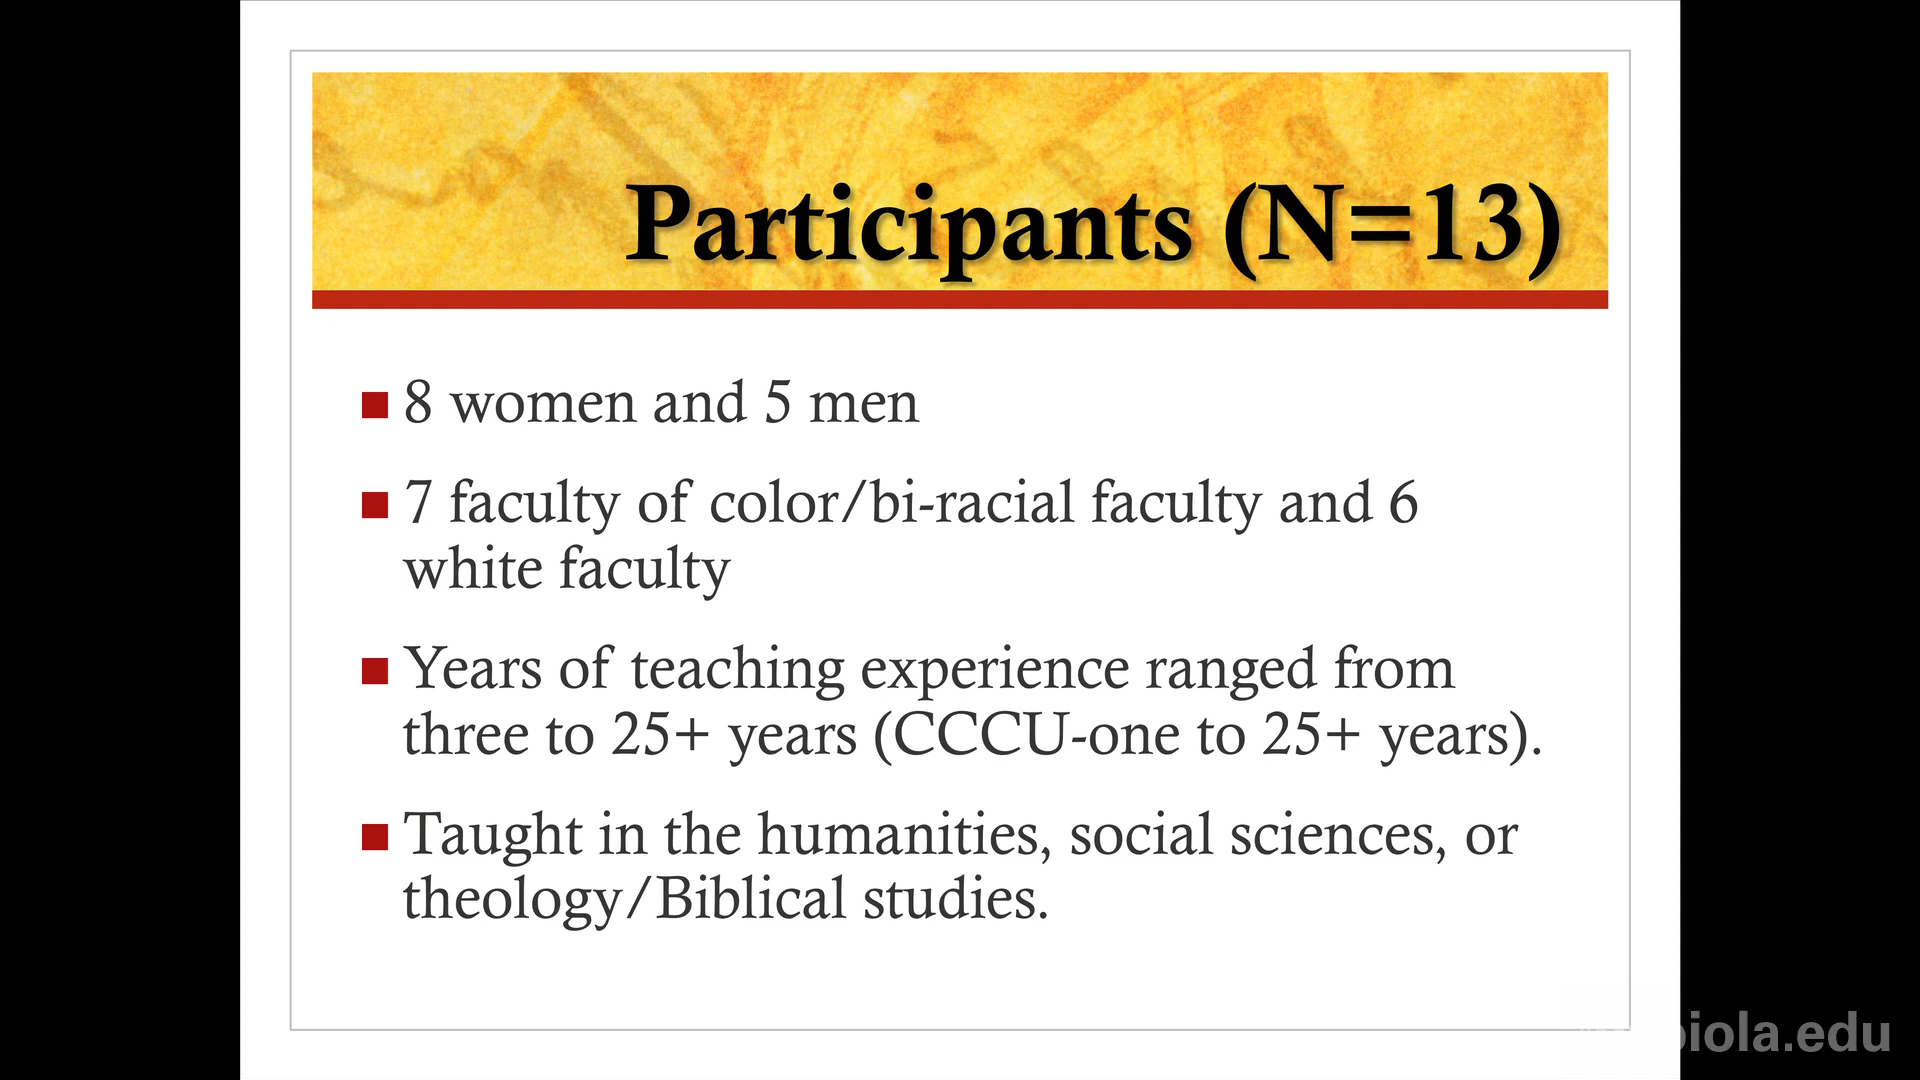 Participants (N=13)
8 women and 5 men
7 faculty of color/bi-racial faculty and 6
white faculty
Years of teaching experience ranged from
three to 25+ years (CCCU-one to 25+ years).
Taught in the humanities, social sciences, or
theology/Biblical studies.
biola.edu